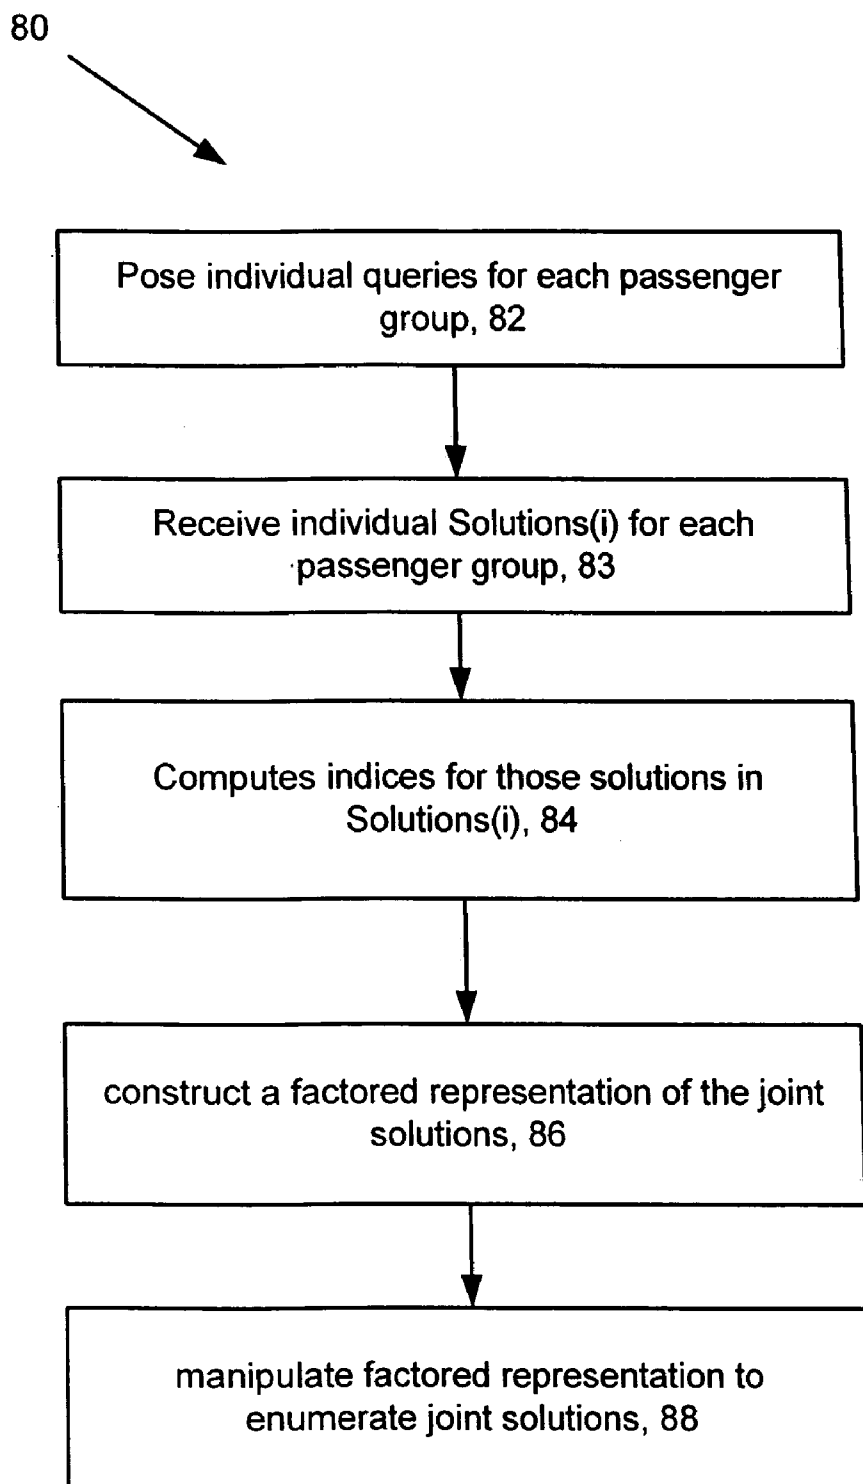 80
Pose individual queries for each passenger
group, 82
Receive individual Solutions(i) for each
passenger group, 83
Computes indices for those solutions in
Solutions(i), 84
construct a factored representation of the joint
solutions, 86
manipulate factored representation to
enumerate joint solutions, 88